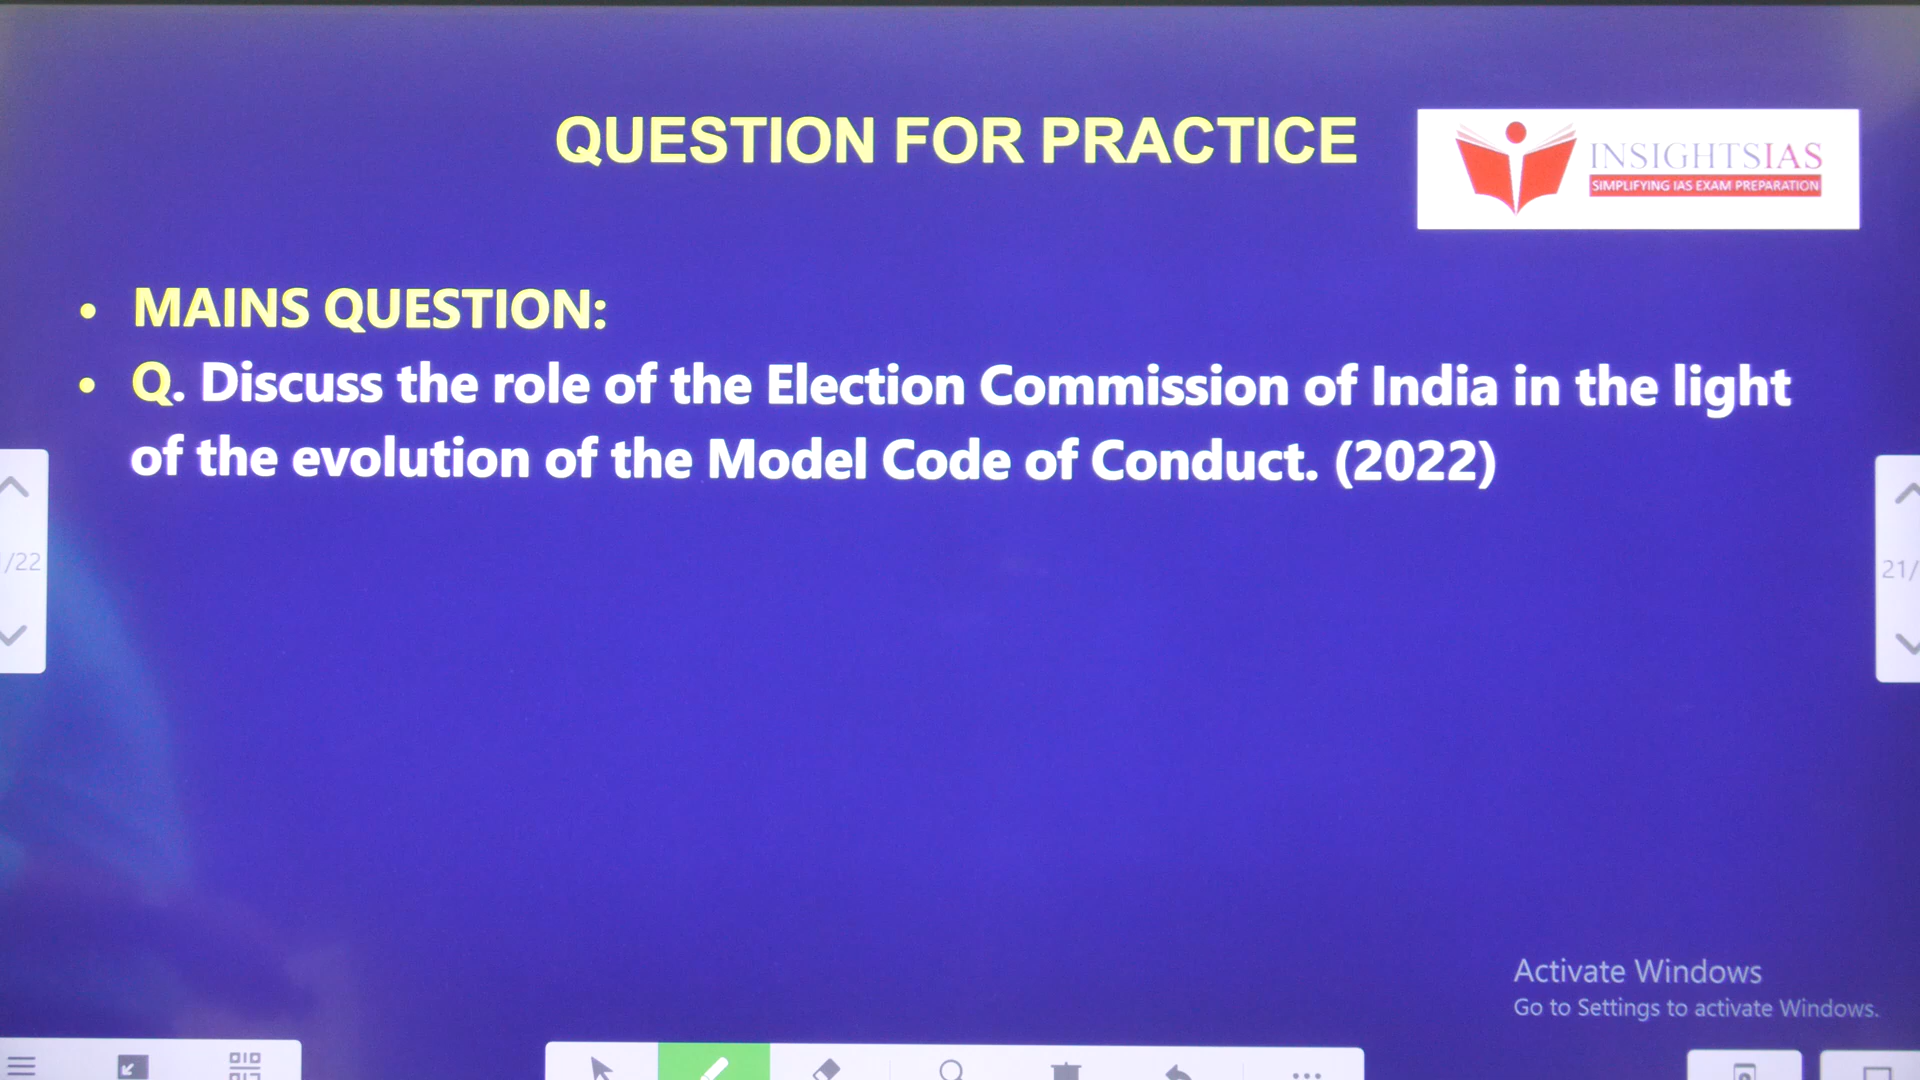 QUESTION FOR PRACTICE
INSIGHTSIAS
SIMPLIFYING IAS EXAM PREPARATION
• MAINS QUESTION:
• Q. Discuss the role of the Election Commission of India in the light
of the evolution of the Model Code of Conduct. (2022)
/22
21/
Activate Windows
Go to Settings to activate Windows.